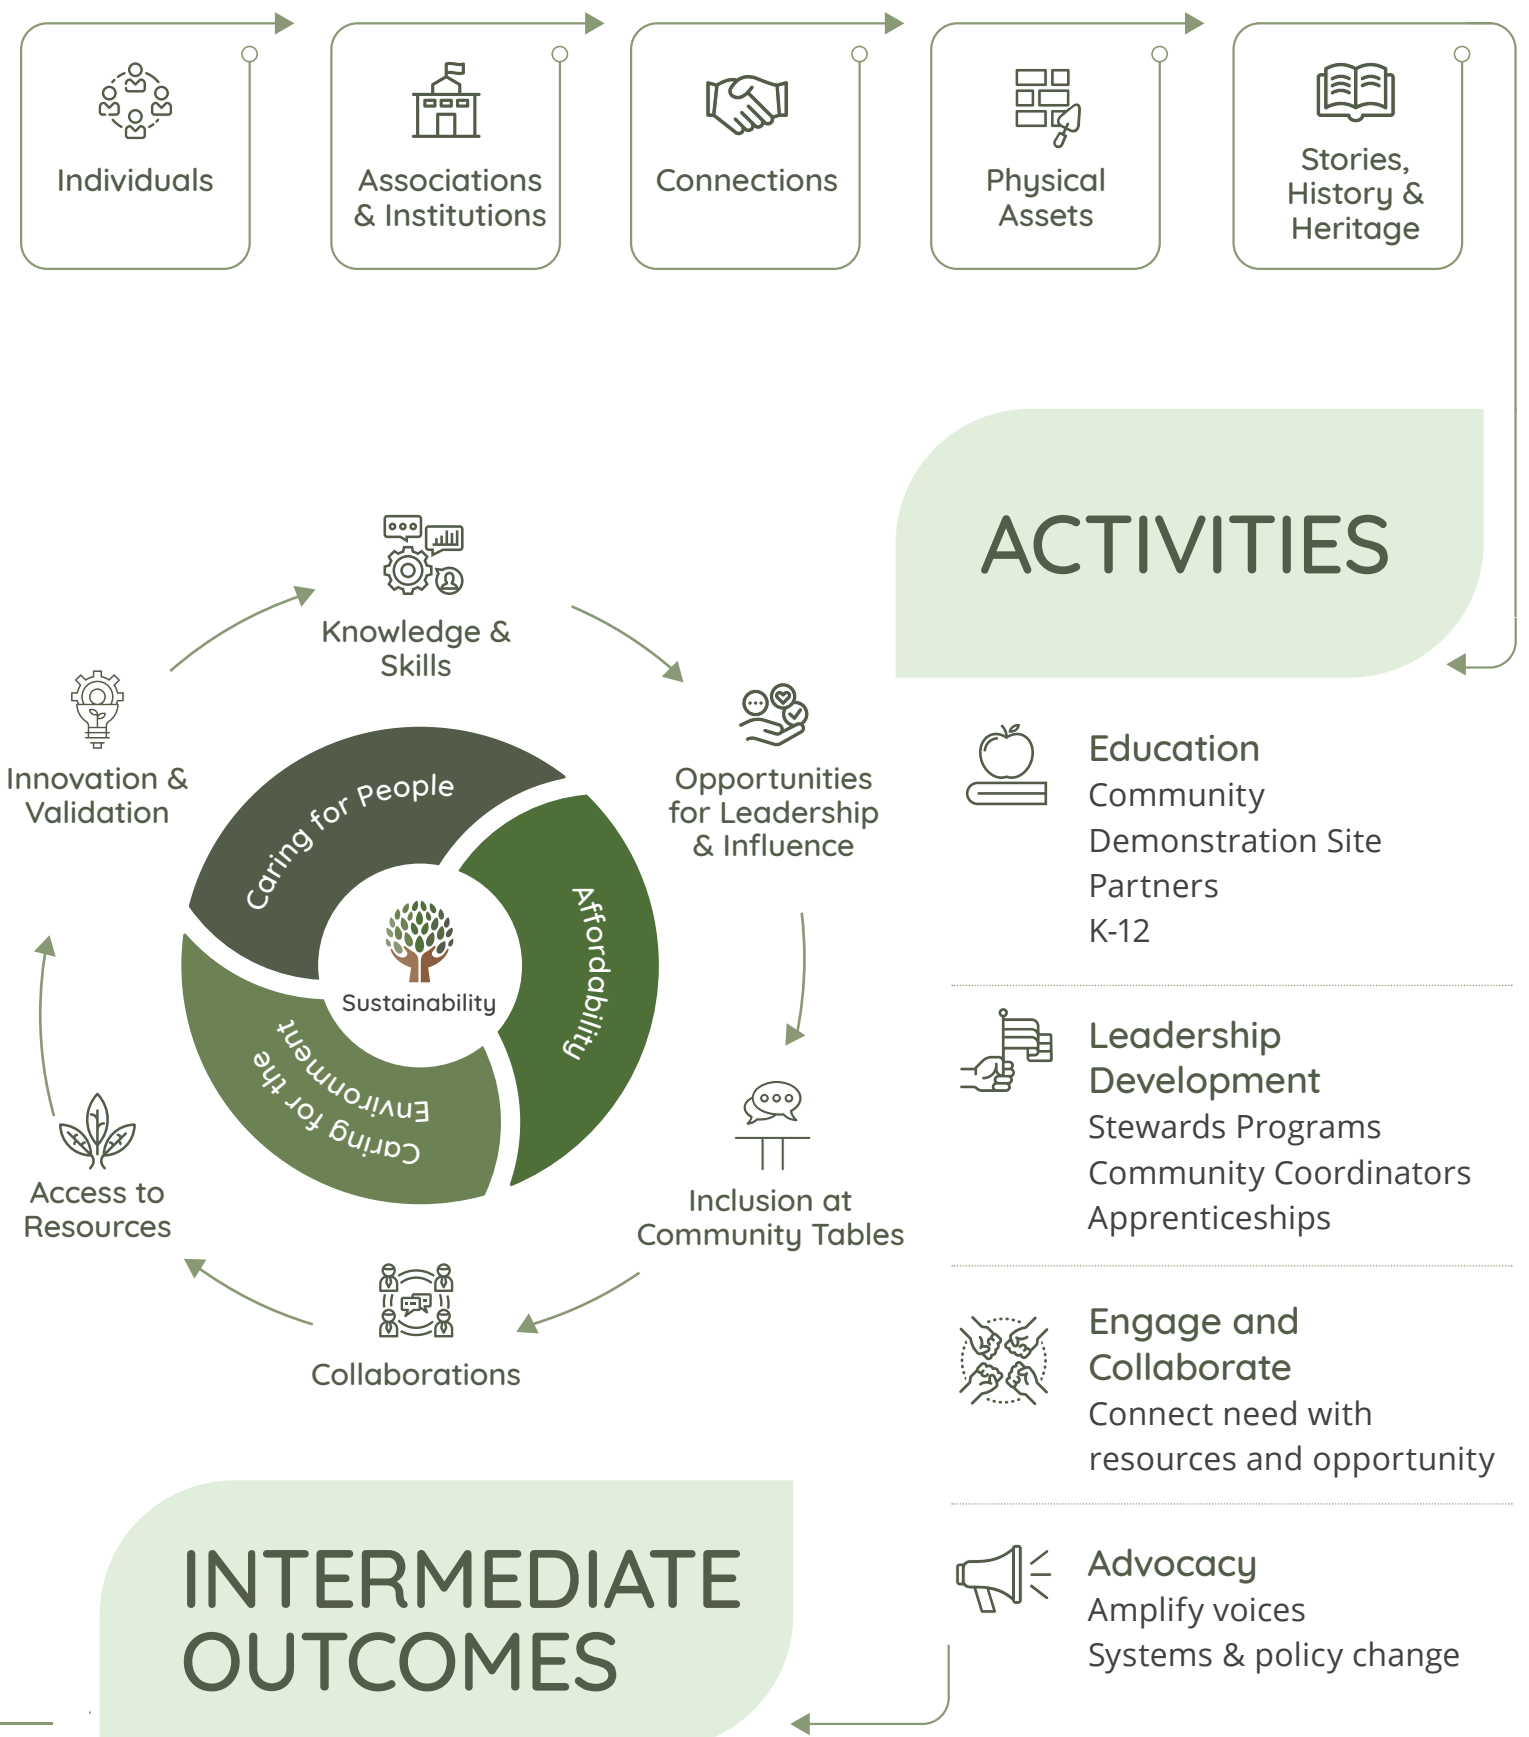 Individuals
Associations
& Institutions
Connections
Physical
Assets
Stories,
History &
Heritage
ACTIVITIES
Knowledge &
Skills
Opportunities
for Leadership
& Influence
Inclusion at
Community Tables
Collaborations
Access to
Resources
Innovation &
Validation
Caring for People
Affordability
Caring for the
Environment
Sustainability
Education
Community
Demonstration Site
Partners
K-12
Leadership
Development
Stewards Programs
Community Coordinators
Apprenticeships
Engage and
Collaborate
Connect need with
resources and opportunity
Advocacy
Amplify voices
Systems & policy change
INTERMEDIATE
OUTCOMES